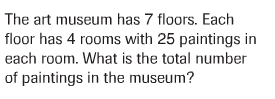 The art museum has 7 floors. Each
floor has 4 rooms with 25 paintings in
each room. What is the total number
of paintings in the museum?